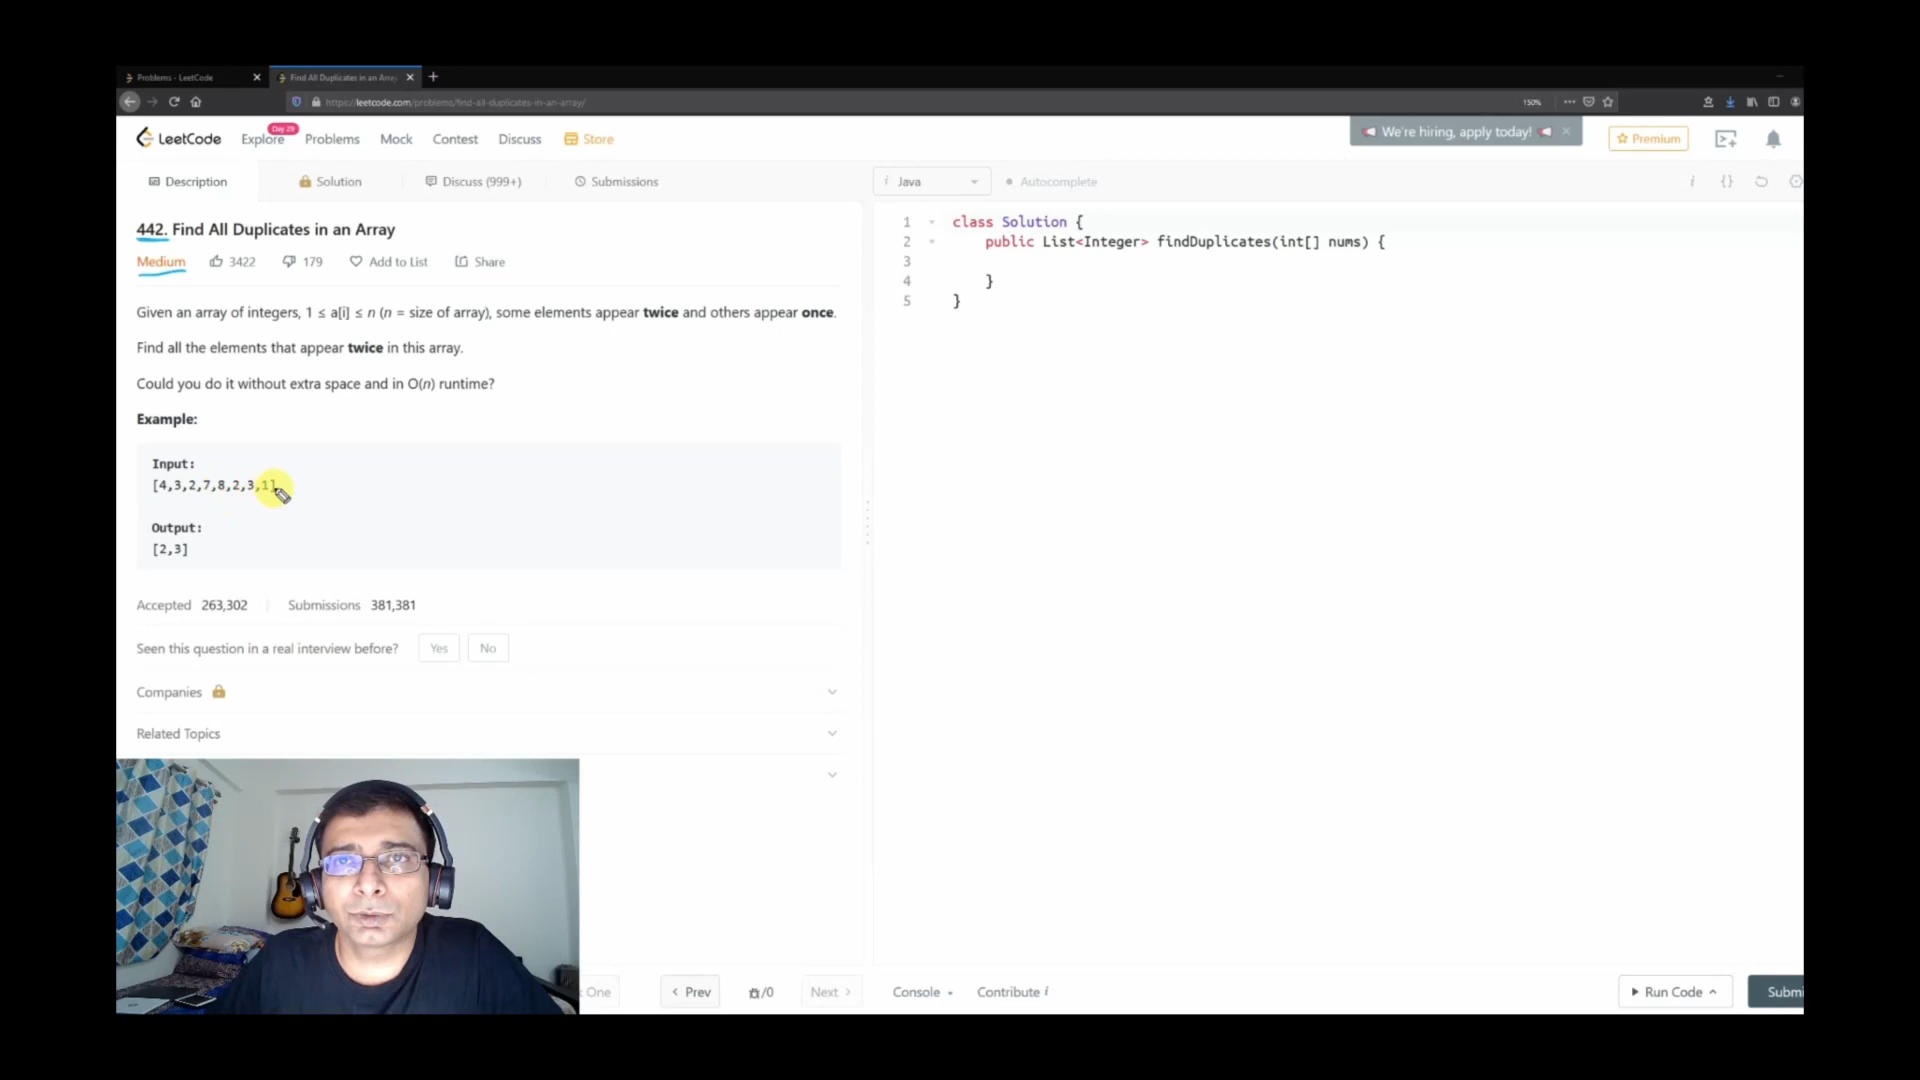 Problems - LeetCode
Find All Duplicates in an Array
https://leetcode.com/problems/find-all-duplicates-in-an-array/
150%
LeetCode
Explore
Day 29
Problems
Mock
Contest
Discuss
Store
We're hiring, apply today!
Premium
Description
Solution
Discuss (999+)
Submissions
i Java
Autocomplete
i
{}
442. Find All Duplicates in an Array
Medium
3422
179
Add to List
Share
Given an array of integers, 1 ≤ a[i] ≤ n (n = size of array), some elements appear twice and others appear once.
Find all the elements that appear twice in this array.
Could you do it without extra space and in O(n) runtime?
Example:
Input:
[4,3,2,7,8,2,3,1]
Output:
[2,3]
Accepted 263,302
Submissions 381,381
Seen this question in a real interview before?
Yes
No
Companies
Related Topics
1 class Solution {
2 public List<Integer> findDuplicates(int[] nums) {
3
4 }
5 }
One
Prev
/0
Next
Console
Contribute i
Run Code
Submi